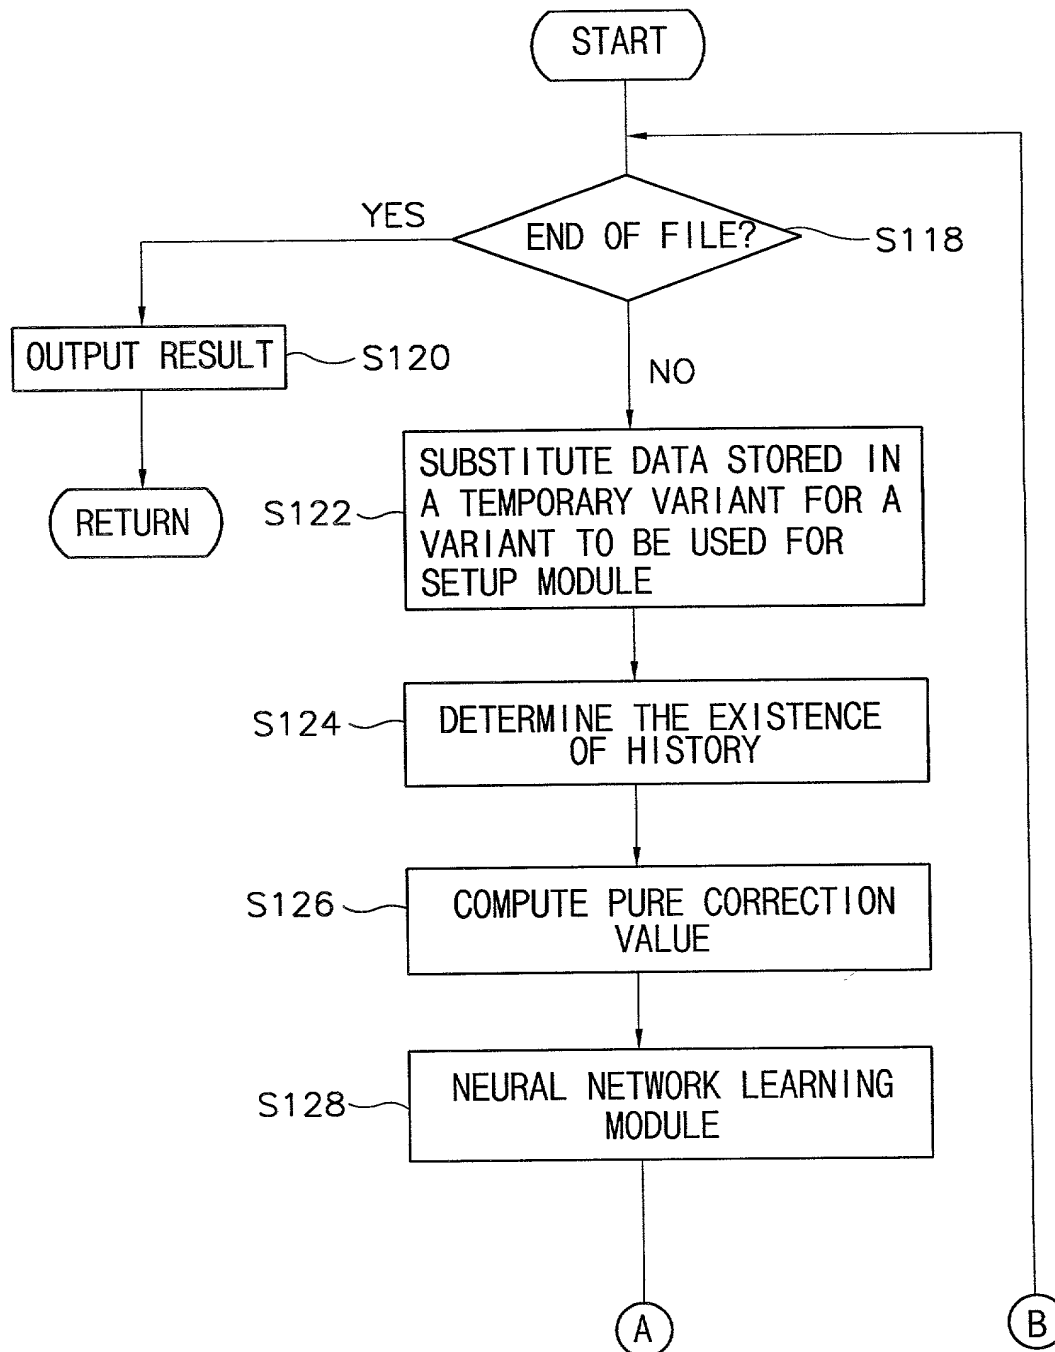 START
YES
END OF FILE?
S118
OUTPUT RESULT
S120
NO
RETURN
S122
SUBSTITUTE DATA STORED IN
A TEMPORARY VARIANT FOR A
VARIANT TO BE USED FOR
SETUP MODULE
S124
DETERMINE THE EXISTENCE
OF HISTORY
S126
COMPUTE PURE CORRECTION
VALUE
S128
NEURAL NETWORK LEARNING
MODULE
A
B